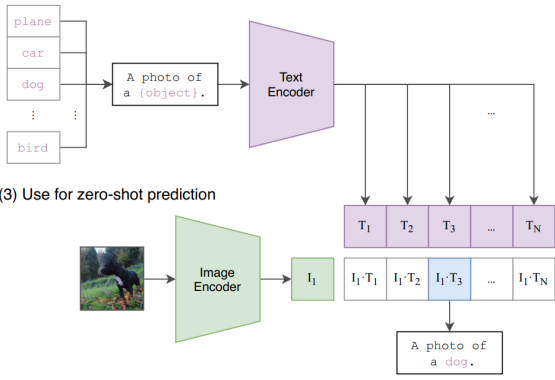 plane
car
dog
⋮ ⋮
bird
A photo of
a {object}.
Text
Encoder
...
(3) Use for zero-shot prediction
T1 T2 T3 ... TN
Image
Encoder
I1
I1·T1 I1·T2 I1·T3 ... I1·TN
A photo of
a dog.